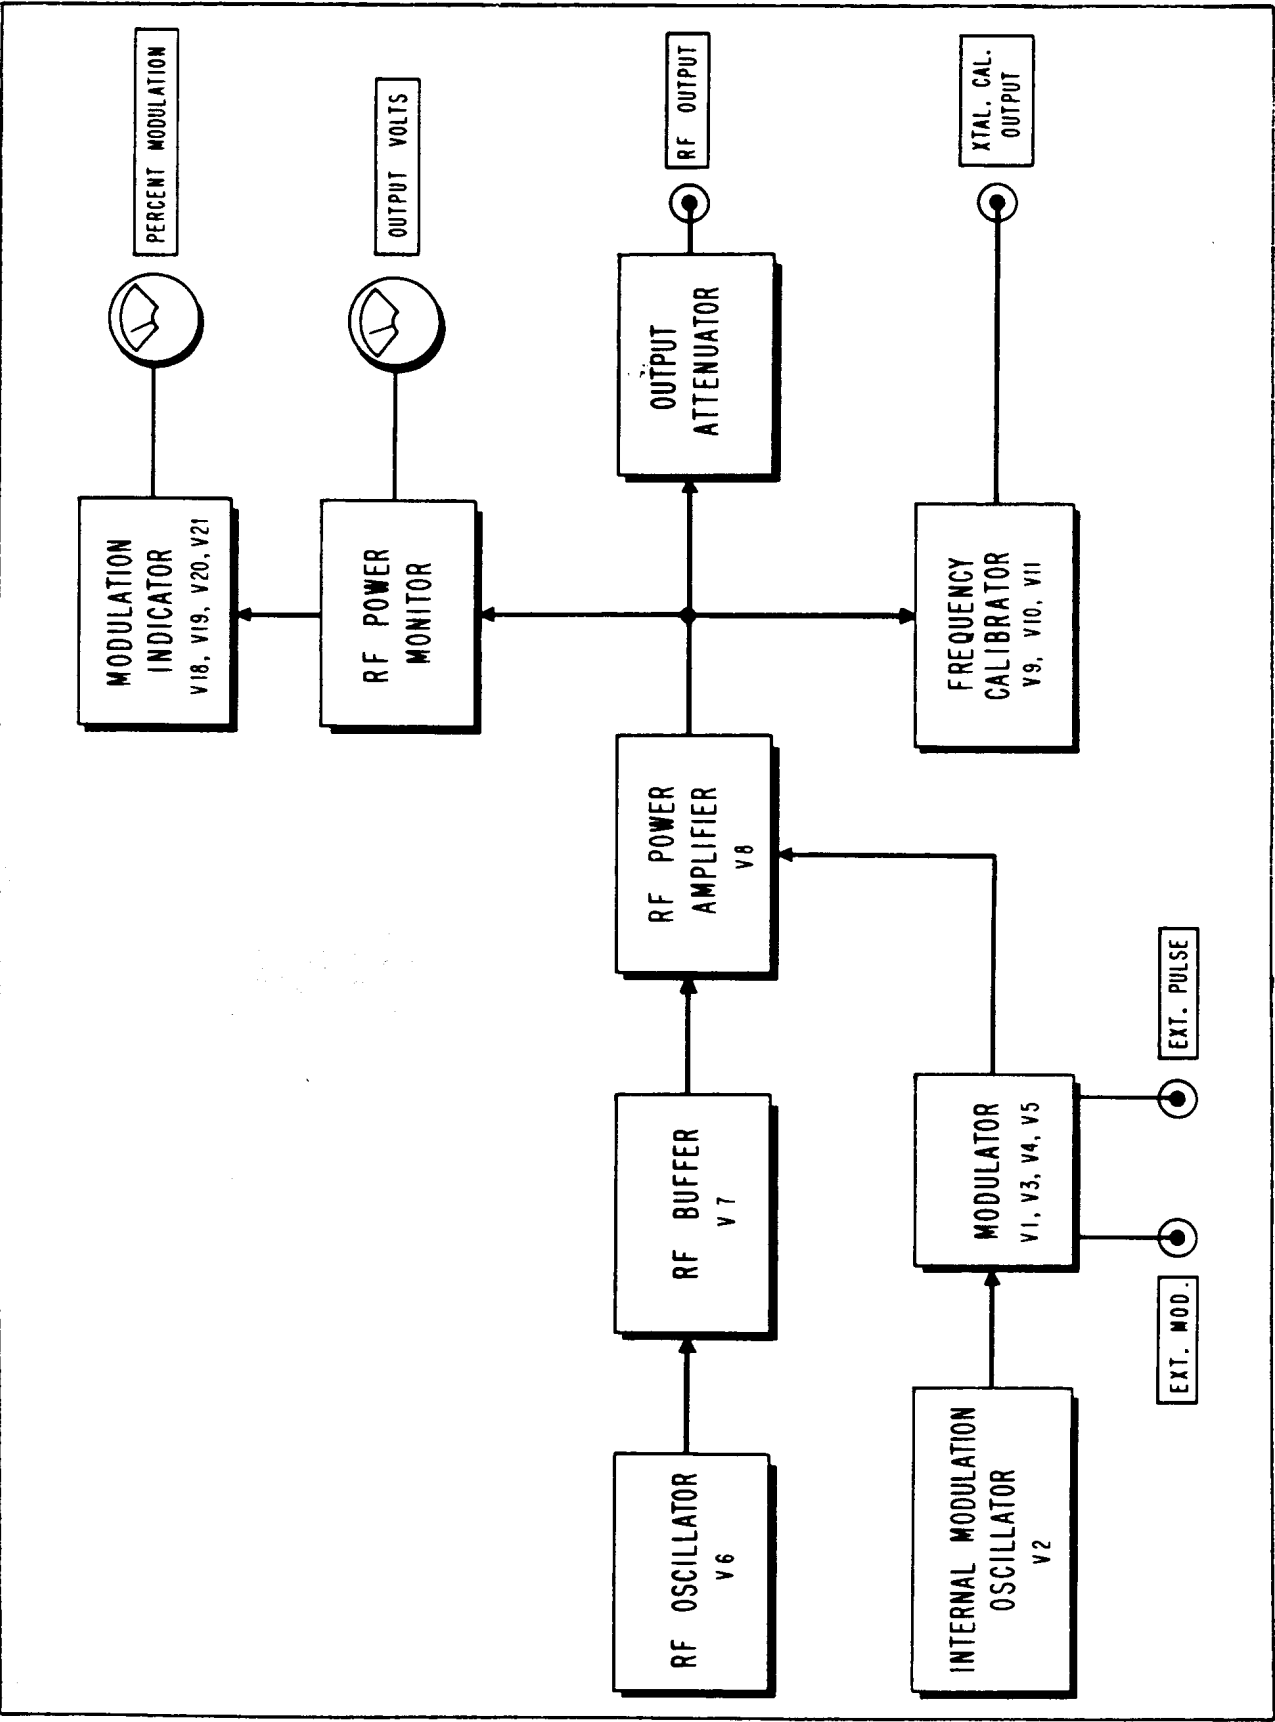 MODULATION
INDICATOR
V18, V19, V20, V21
PERCENT MODULATION
RF POWER
MONITOR
OUTPUT VOLTS
RF OSCILLATOR
V6
RF BUFFER
V7
RF POWER
AMPLIFIER
V8
OUTPUT
ATTENUATOR
RF OUTPUT
INTERNAL MODULATION
OSCILLATOR
V2
MODULATOR
V1, V3, V4, V5
FREQUENCY
CALIBRATOR
V9, V10, V11
XTAL. CAL.
OUTPUT
EXT. MOD.
EXT. PULSE